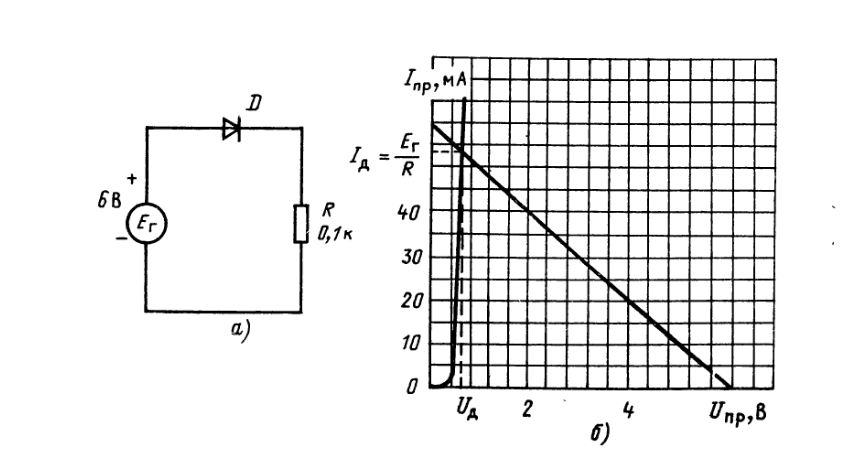 D
+
6В
Eг
−
R
0,1к
а)
Iпр, мА
Iд = Eг/R
40
30
20
10
0
Uд
2
4
Uпр, В
б)